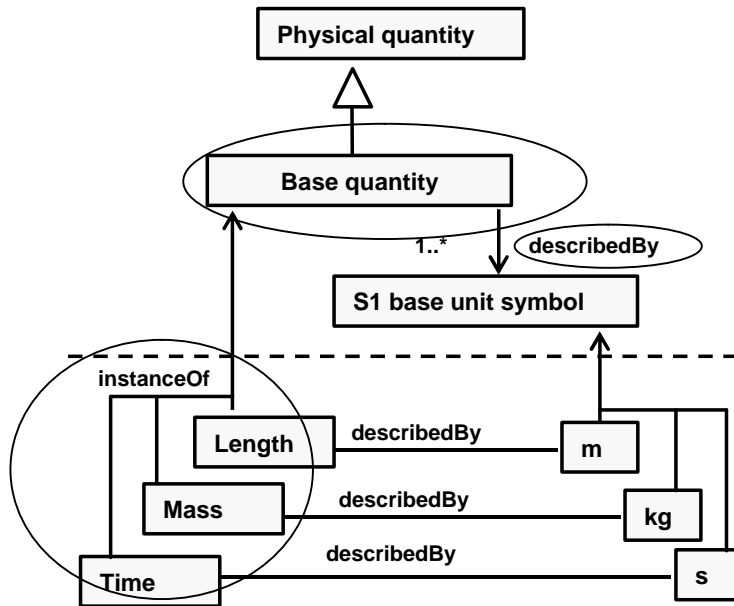 Physical quantity
Base quantity
1..*
describedBy
S1 base unit symbol
instanceOf
Length
describedBy
m
Mass
describedBy
kg
Time
describedBy
s